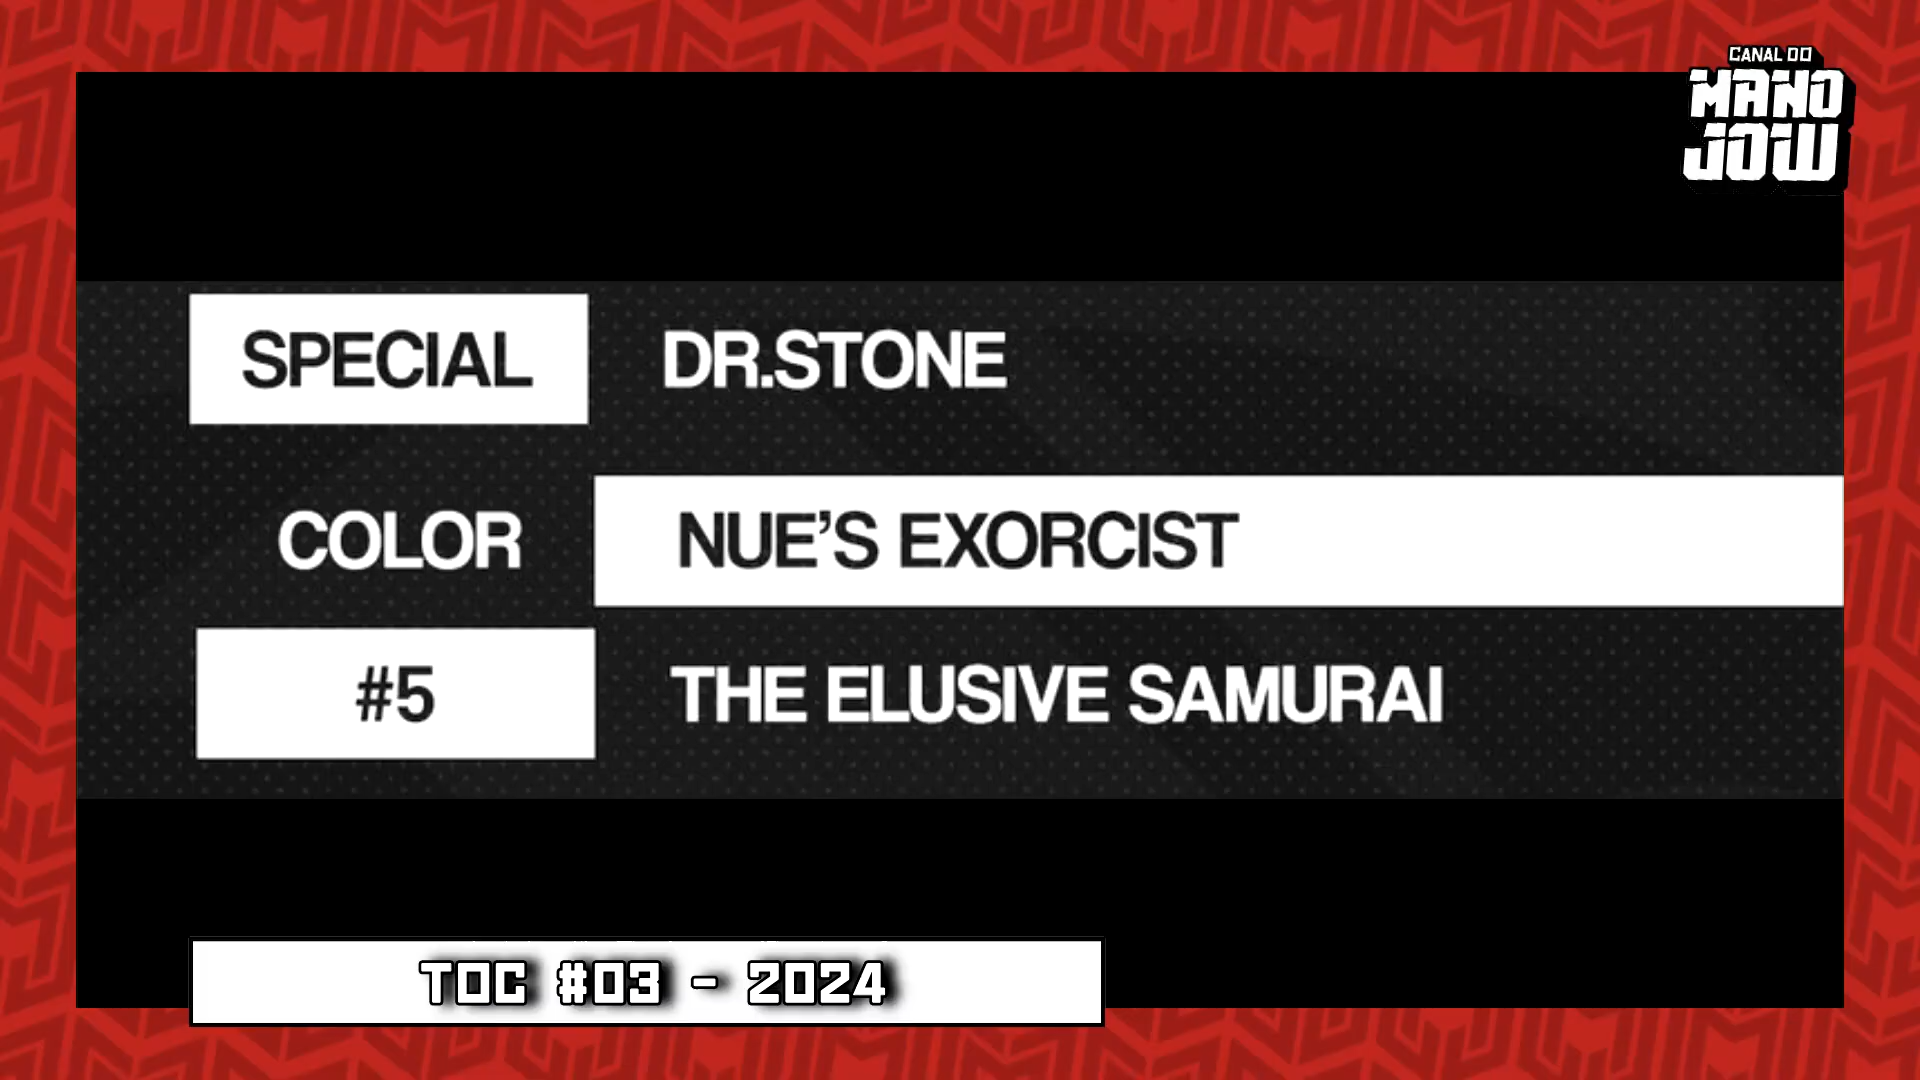 CANAL DO
MANO
JOW
SPECIAL DR.STONE
COLOR NUE'S EXORCIST
#5 THE ELUSIVE SAMURAI
TOC #03 - 2024